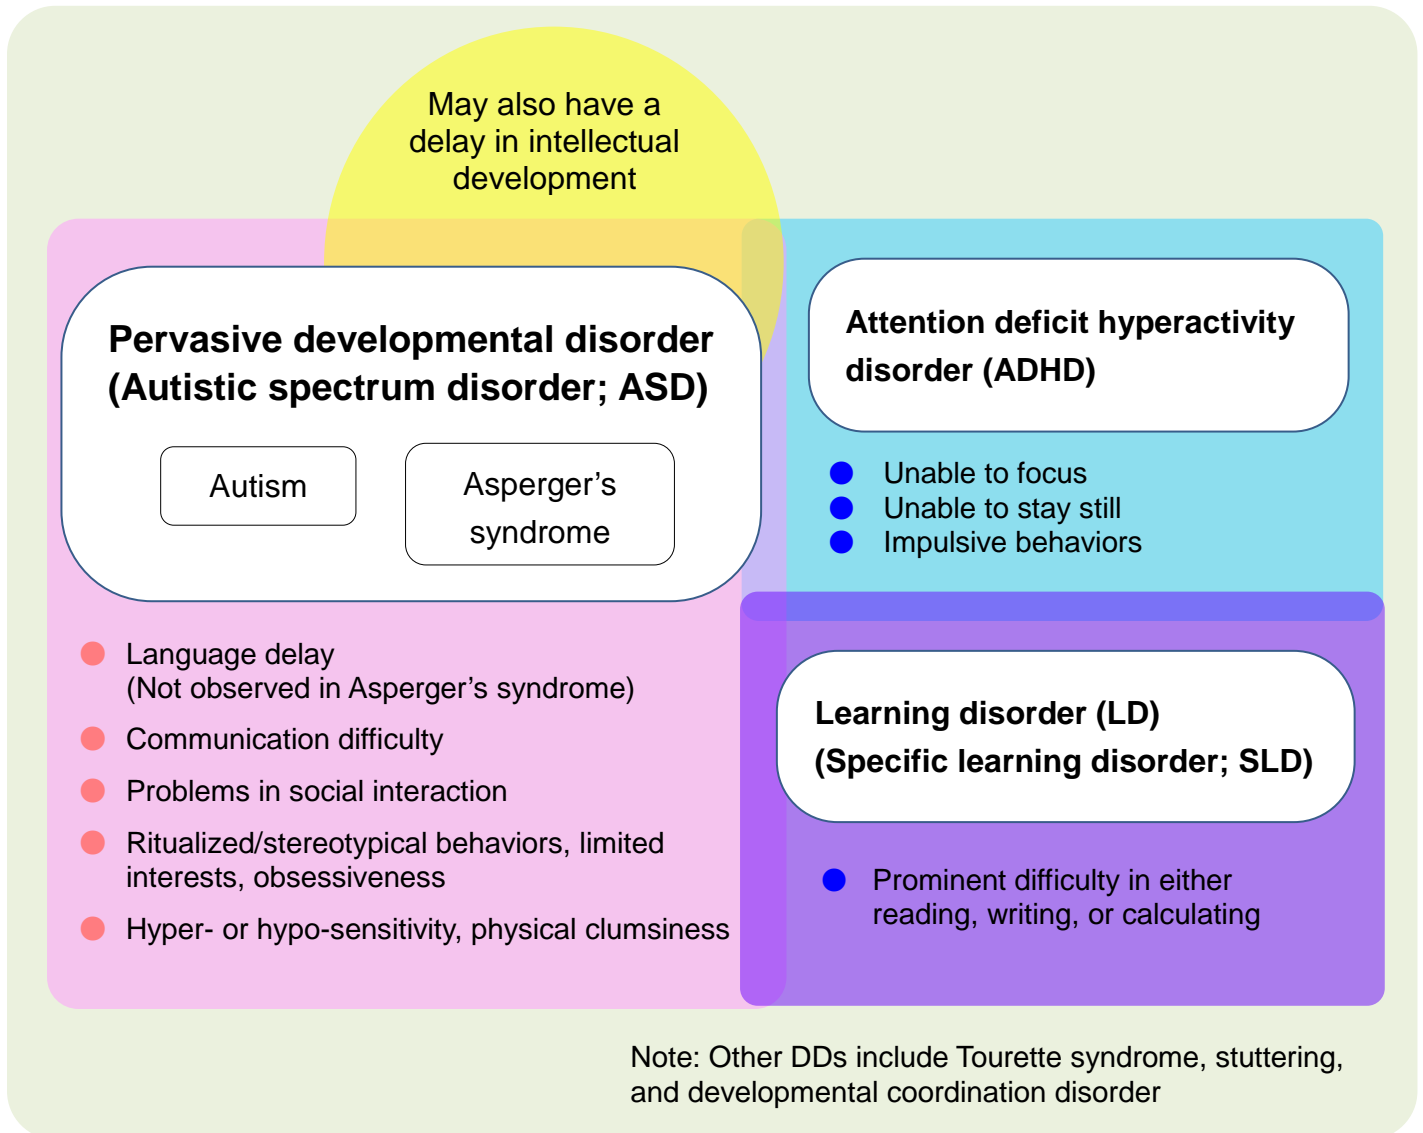 May also have a
delay in intellectual
development
Pervasive developmental disorder
(Autistic spectrum disorder; ASD)
Autism
Asperger’s
syndrome
Language delay
(Not observed in Asperger’s syndrome)
Communication difficulty
Problems in social interaction
Ritualized/stereotypical behaviors, limited
interests, obsessiveness
Hyper- or hypo-sensitivity, physical clumsiness
Attention deficit hyperactivity
disorder (ADHD)
Unable to focus
Unable to stay still
Impulsive behaviors
Learning disorder (LD)
(Specific learning disorder; SLD)
Prominent difficulty in either
reading, writing, or calculating
Note: Other DDs include Tourette syndrome, stuttering,
and developmental coordination disorder